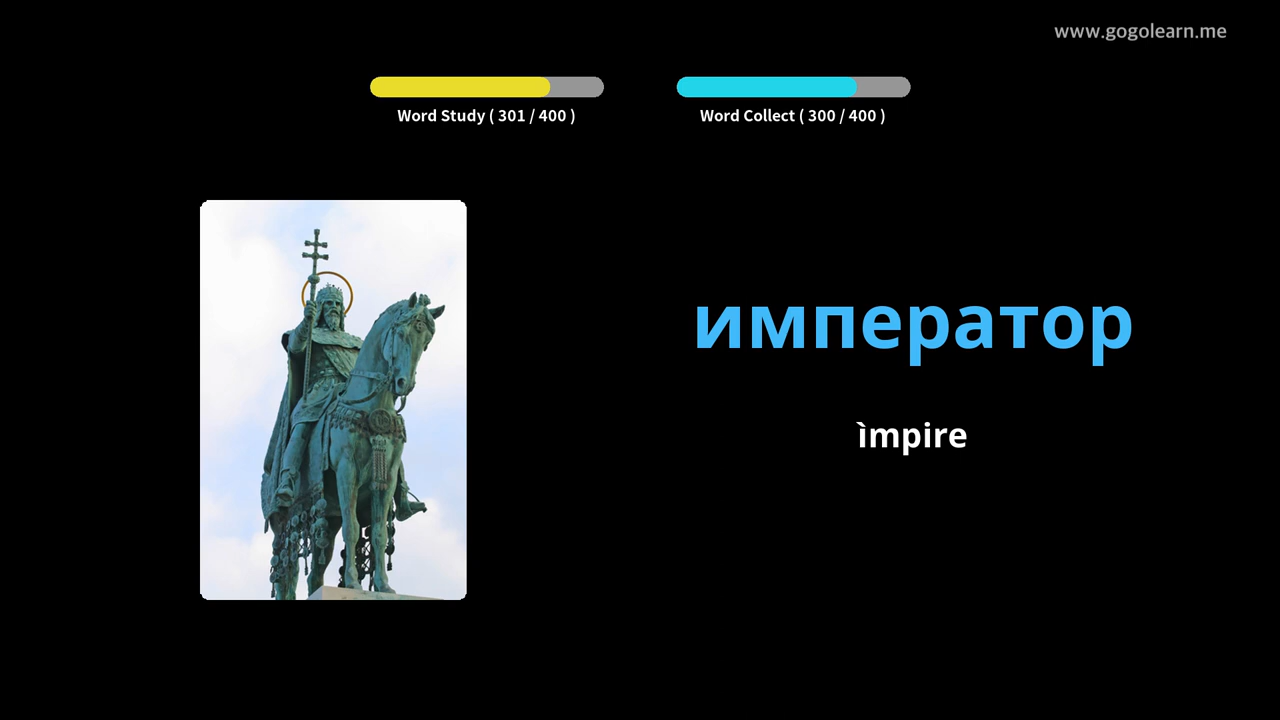 www.gogolearn.me
Word Study ( 301 / 400 )
Word Collect ( 300 / 400 )
император
ìmpire